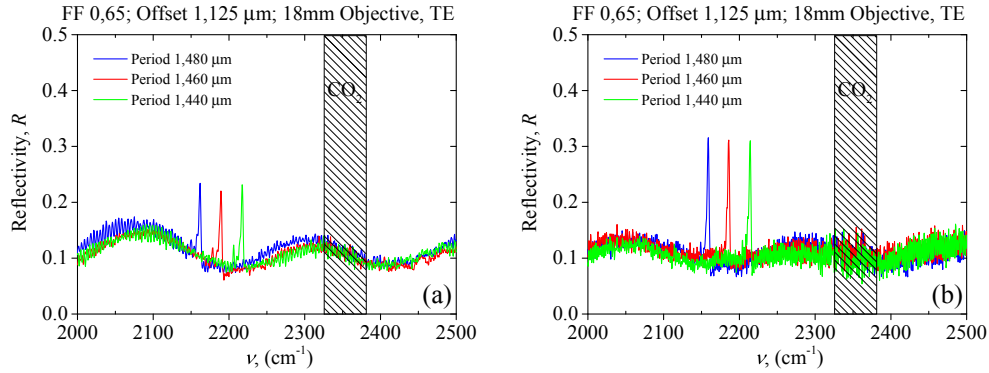 FF 0,65; Offset 1,125 µm; 18mm Objective, TE
0.5
0.4
0.3
0.2
0.1
0.0
Reflectivity, R
Period 1,480 µm
Period 1,460 µm
Period 1,440 µm
CO2
(a)
2000 2100 2200 2300 2400 2500
ν, (cm-1)
FF 0,65; Offset 1,125 µm; 18mm Objective, TE
0.5
0.4
0.3
0.2
0.1
0.0
Reflectivity, R
Period 1,480 µm
Period 1,460 µm
Period 1,440 µm
CO2
(b)
2000 2100 2200 2300 2400 2500
ν, (cm-1)